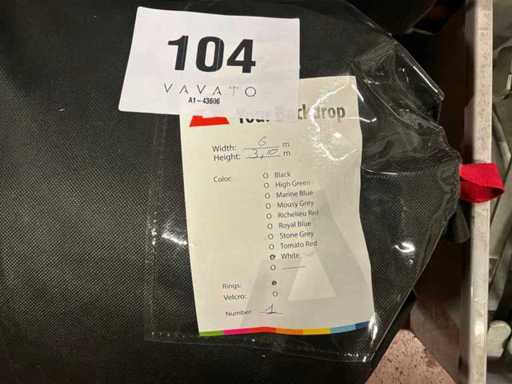 104
VAVATO
A1-43606
Your Backdrop
Width: 6 m
Height: 3,10 m
Color: Black
High Green
Marine Blue
Mousy Grey
Richelieu Red
Royal Blue
Stone Grey
Tomato Red
White
Rings:
Velcro:
Number 1